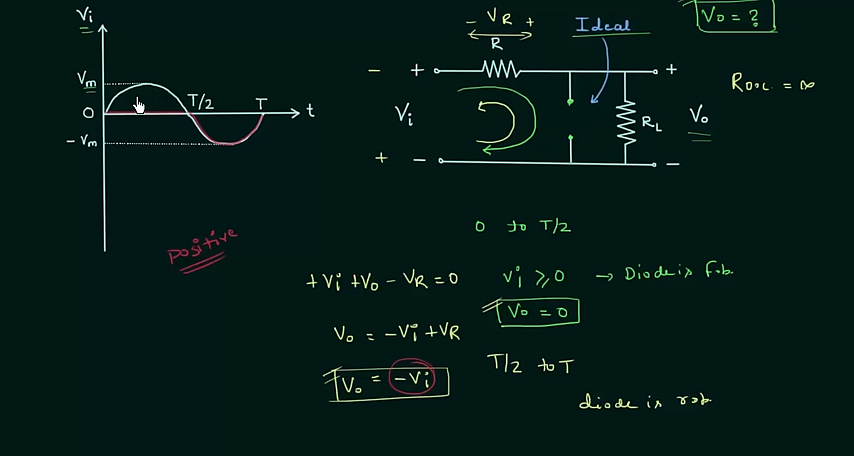 Vi
Vm
0
T/2
T
t
-Vm
positive
- VR +
R
Ideal
Vo = ?
- +
+
Ro.c. = ∞
Vi
RL
Vo
+ -
-
0 to T/2
+Vi +Vo - VR = 0
Vi ≥ 0 → Diode is f.b.
Vo = 0
Vo = -Vi + VR
T/2 to T
Vo = -Vi
diode is r.b.